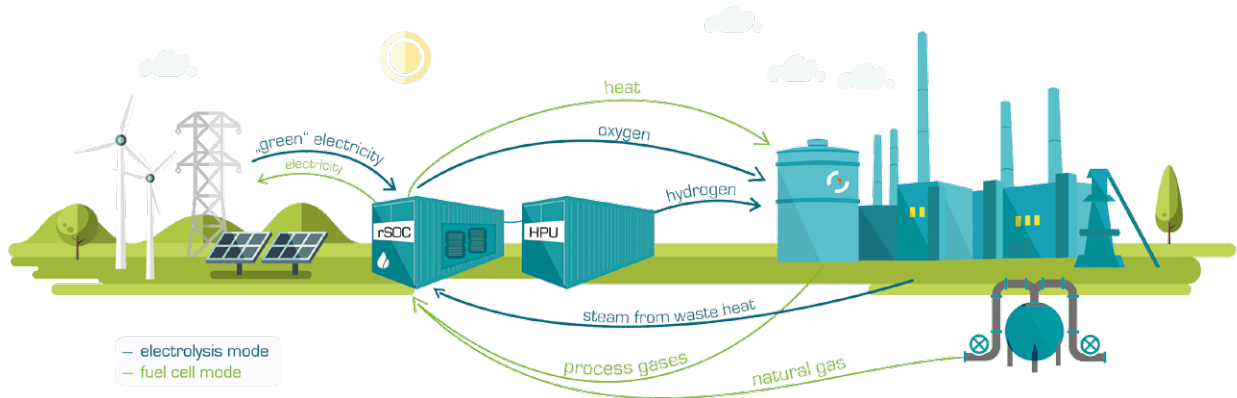 heat
oxygen
„green“ electricity
electricity
hydrogen
rSOC
HPU
steam from waste heat
process gases
natural gas
– electrolysis mode
– fuel cell mode